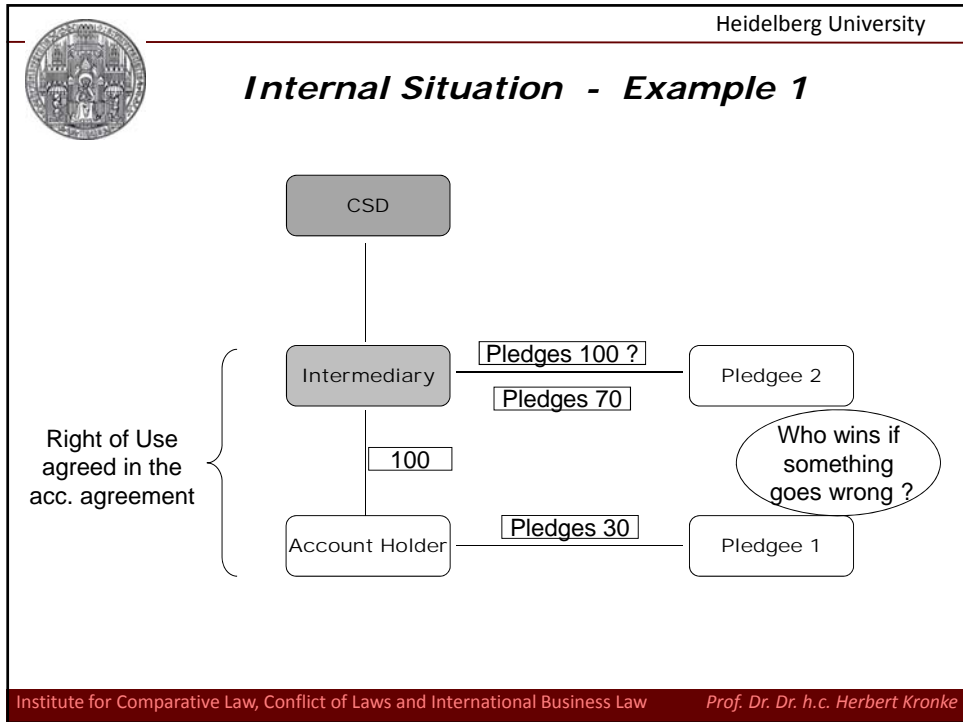 Heidelberg University
Internal Situation - Example 1
CSD
Intermediary
Pledges 100 ?
Pledges 70
Pledgee 2
Right of Use
agreed in the
acc. agreement
100
Who wins if
something
goes wrong ?
Account Holder
Pledges 30
Pledgee 1
Institute for Comparative Law, Conflict of Laws and International Business Law Prof. Dr. Dr. h.c. Herbert Kronke